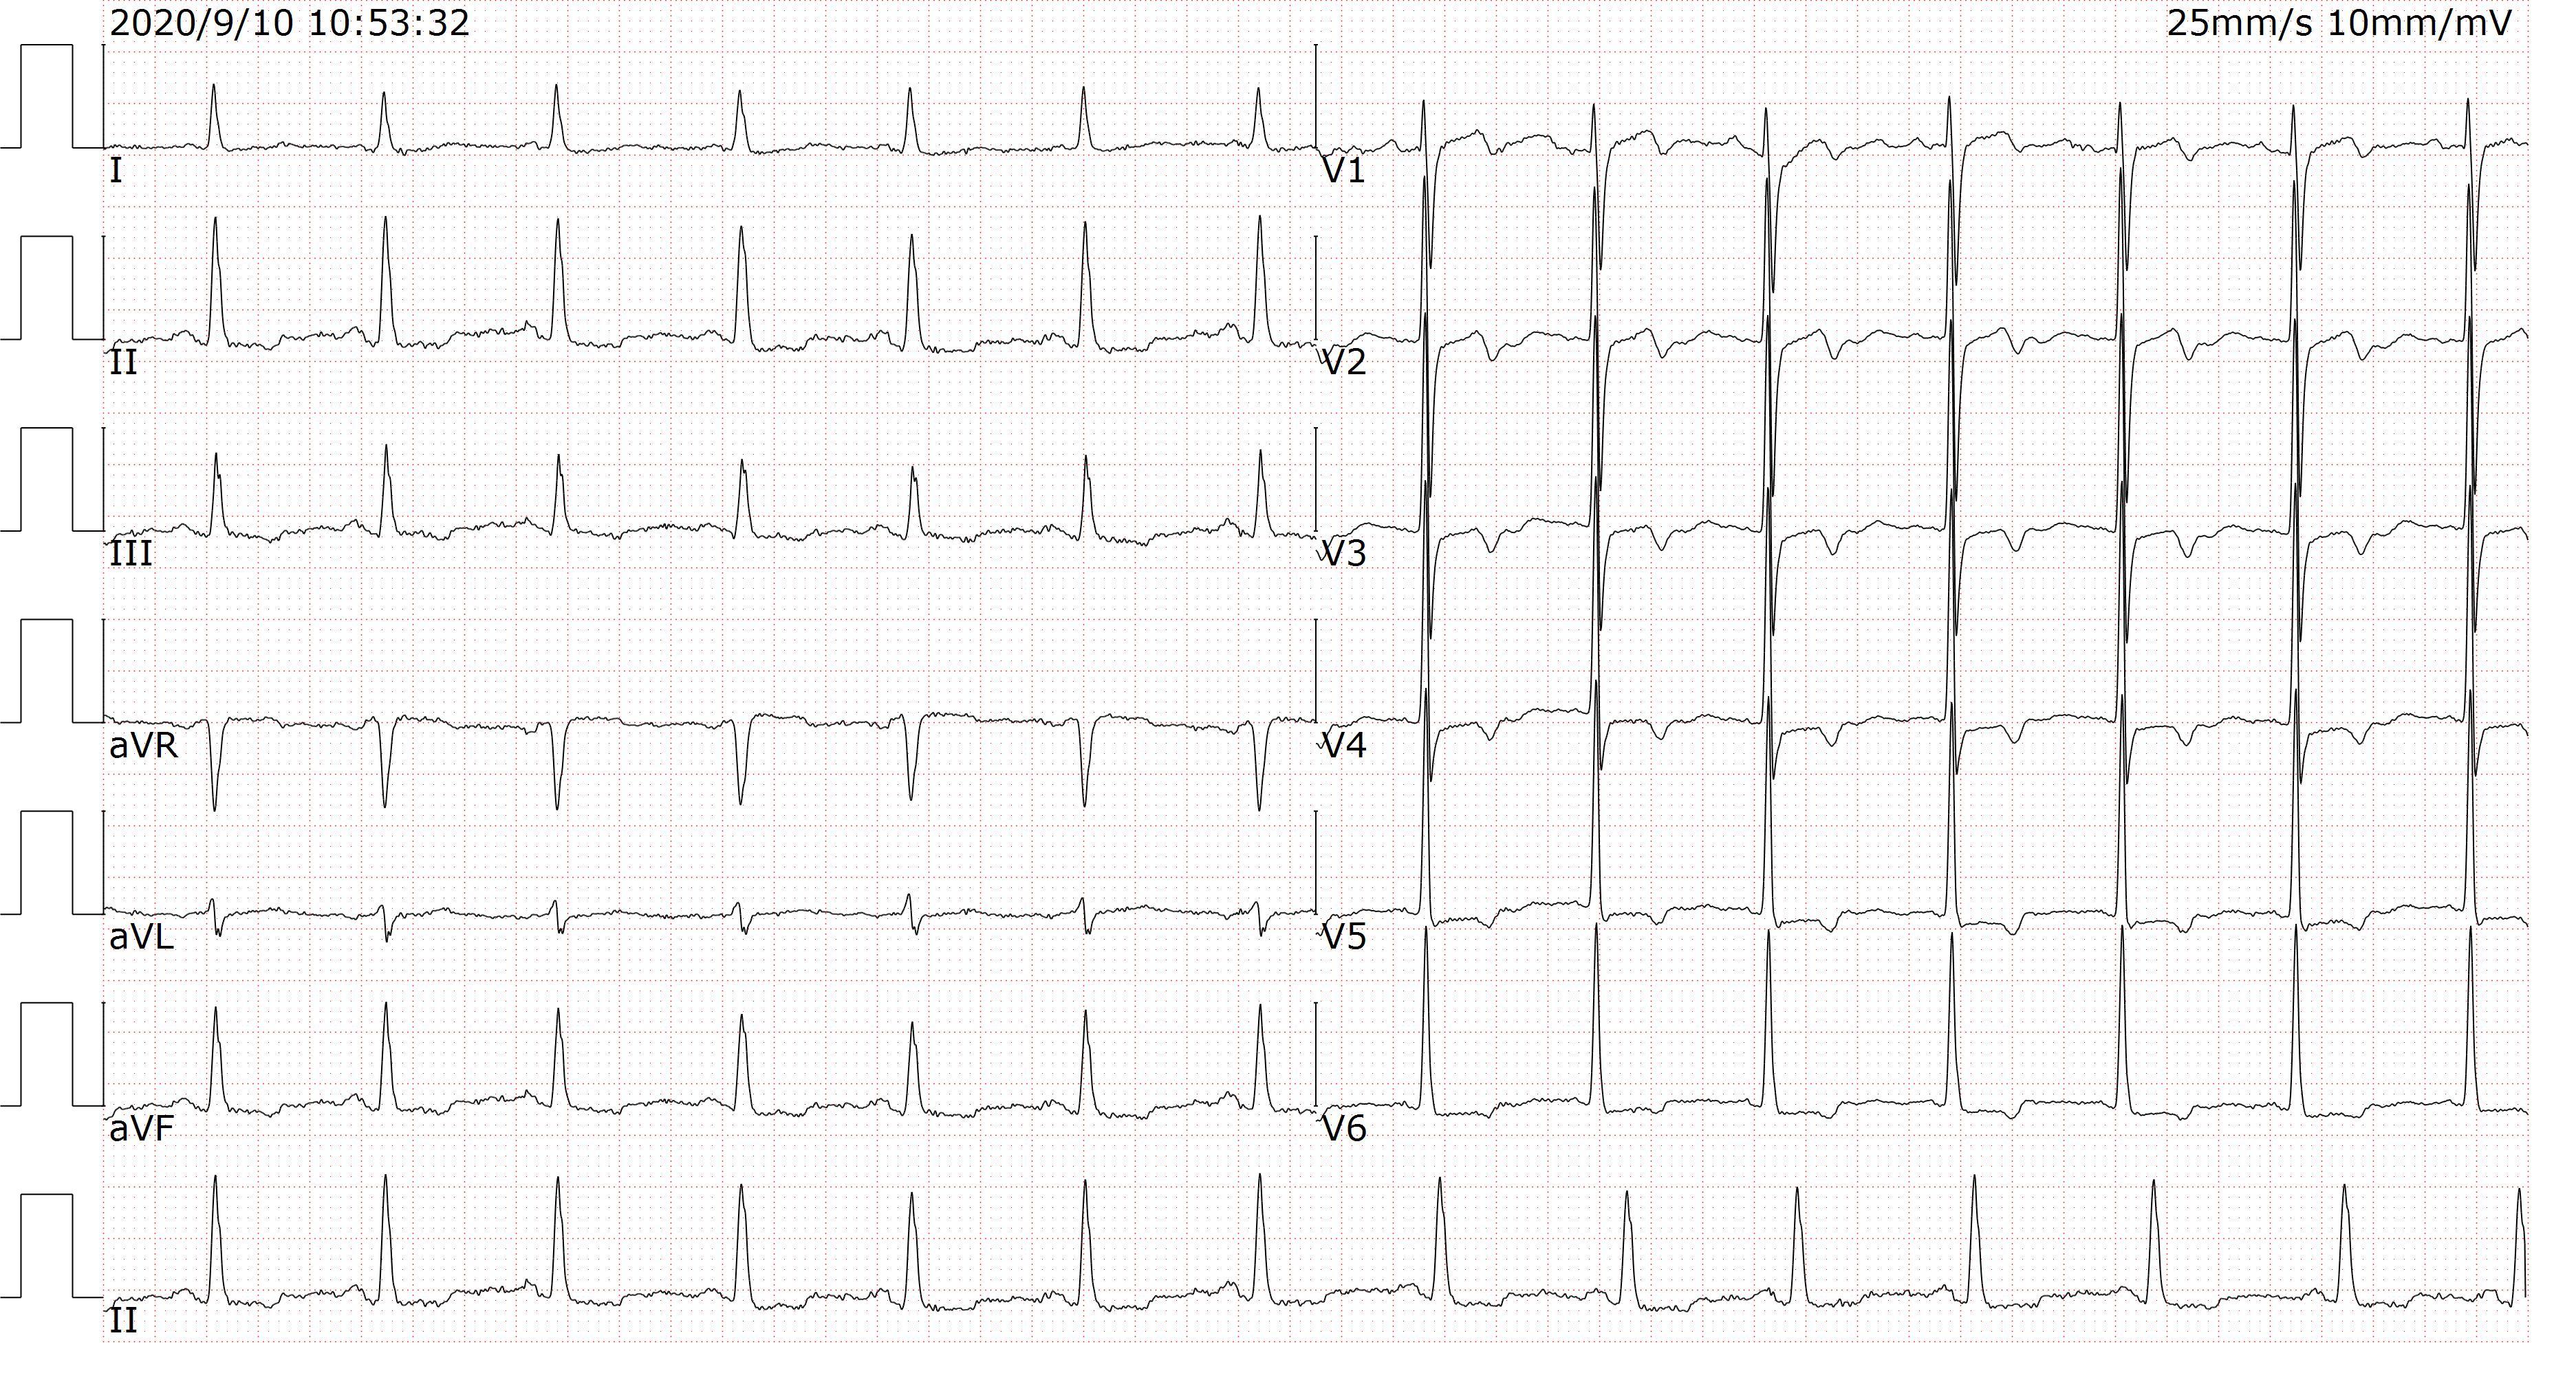 2020/9/10 10:53:32
25mm/s 10mm/mV
I
V1
II
V2
III
V3
aVR
V4
aVL
V5
aVF
V6
II